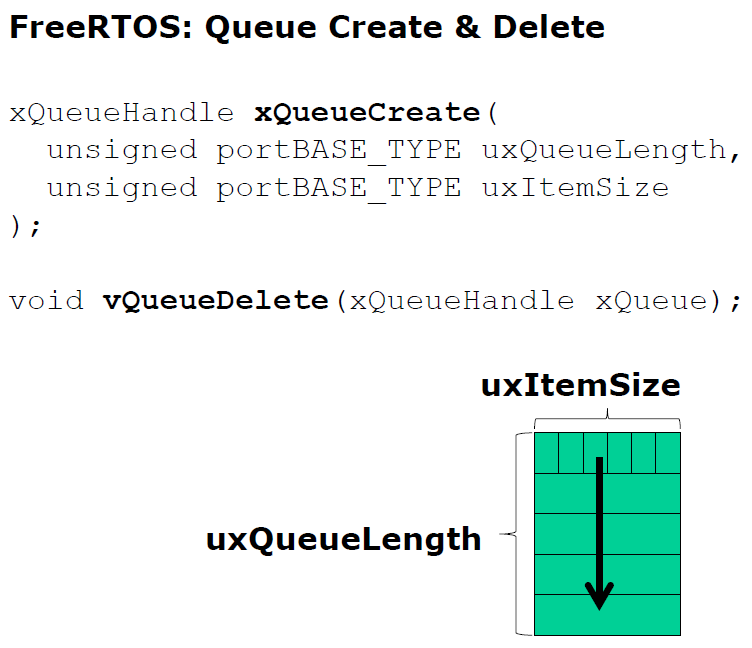 FreeRTOS: Queue Create & Delete
xQueueHandle xQueueCreate(
unsigned portBASE_TYPE uxQueueLength,
unsigned portBASE_TYPE uxItemSize
);
void vQueueDelete(xQueueHandle xQueue);
uxItemSize
uxQueueLength